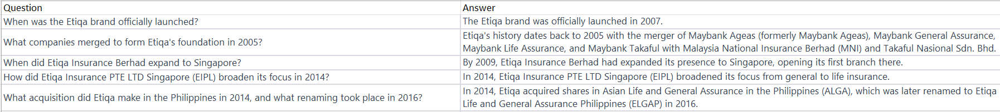 Question Answer
When was the Etiqa brand officially launched? The Etiqa brand was officially launched in 2007.
What companies merged to form Etiqa's foundation in 2005? Etiqa's history dates back to 2005 with the merger of Maybank Ageas (formerly Maybank Ageas), Maybank General Assurance,
Maybank Life Assurance, and Maybank Takaful with Malaysia National Insurance Berhad (MNI) and Takaful Nasional Sdn. Bhd.
When did Etiqa Insurance Berhad expand to Singapore? By 2009, Etiqa Insurance Berhad had expanded its presence to Singapore, opening its first branch there.
How did Etiqa Insurance PTE LTD Singapore (EIPL) broaden its focus in 2014? In 2014, Etiqa Insurance PTE LTD Singapore (EIPL) broadened its focus from general to life insurance.
What acquisition did Etiqa make in the Philippines in 2014, and what renaming took place in 2016? In 2014, Etiqa acquired shares in Asian Life and General Assurance in the Philippines (ALGA), which was later renamed to Etiqa
Life and General Assurance Philippines (ELGAP) in 2016.